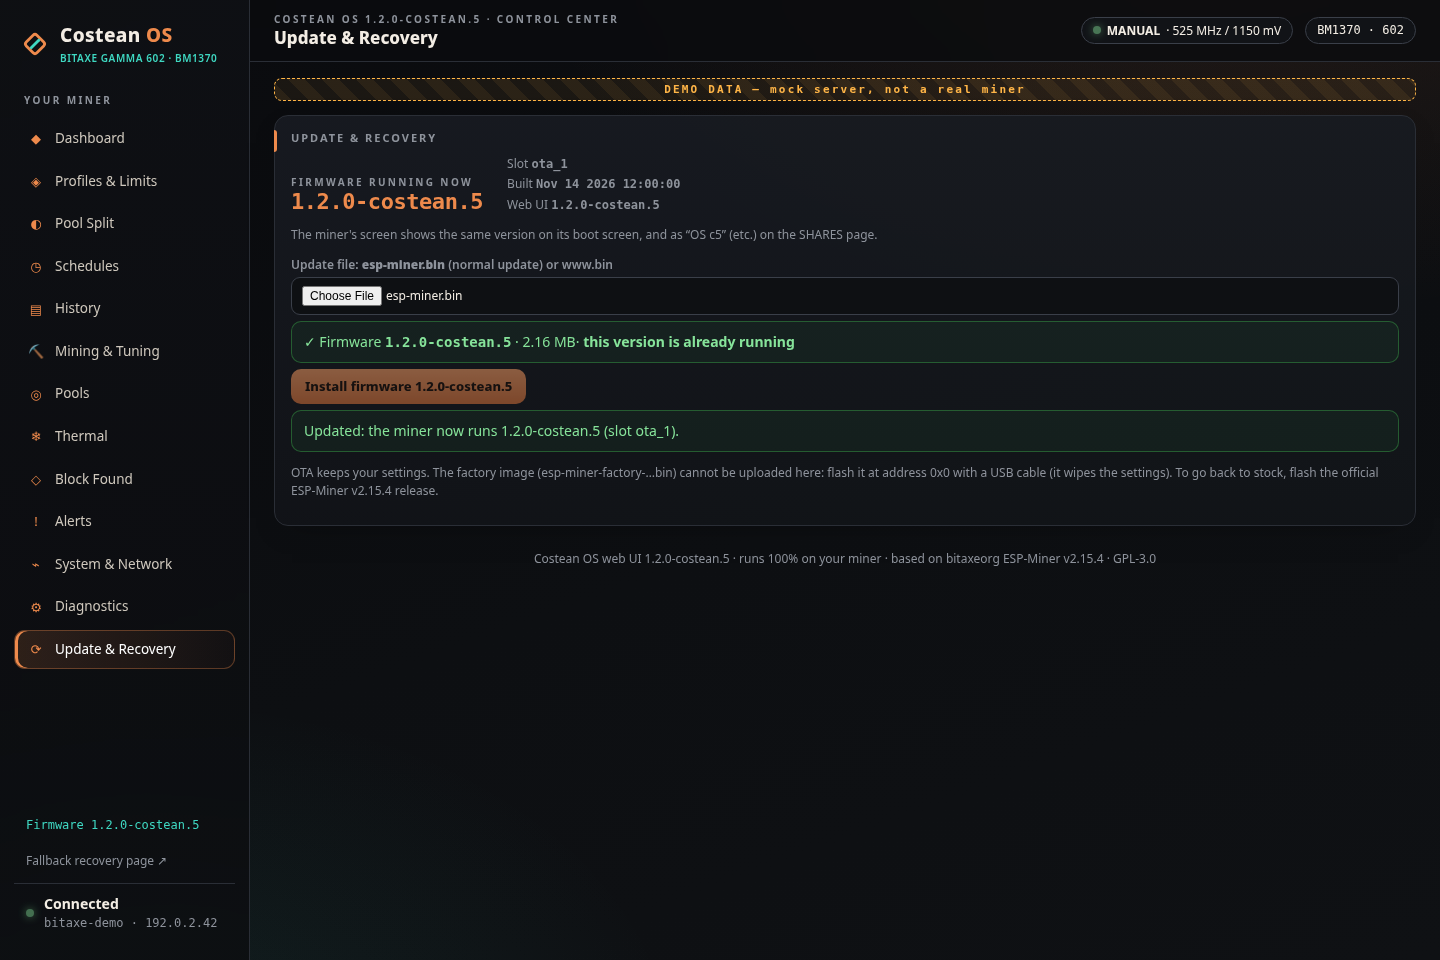 Costean OS
BITAXE GAMMA 602 · BM1370
YOUR MINER
Dashboard
Profiles & Limits
Pool Split
Schedules
History
Mining & Tuning
Pools
Thermal
Block Found
Alerts
System & Network
Diagnostics
Update & Recovery
Firmware 1.2.0-costean.5
Fallback recovery page ↗
Connected
bitaxe-demo · 192.0.2.42
COSTEAN OS 1.2.0-COSTEAN.5 · CONTROL CENTER
Update & Recovery
MANUAL · 525 MHz / 1150 mV
BM1370 · 602
DEMO DATA — mock server, not a real miner
UPDATE & RECOVERY
FIRMWARE RUNNING NOW
1.2.0-costean.5
Slot ota_1
Built Nov 14 2026 12:00:00
Web UI 1.2.0-costean.5
The miner's screen shows the same version on its boot screen, and as “OS c5” (etc.) on the SHARES page.
Update file: esp-miner.bin (normal update) or www.bin
Choose File esp-miner.bin
✓ Firmware 1.2.0-costean.5 · 2.16 MB· this version is already running
Install firmware 1.2.0-costean.5
Updated: the miner now runs 1.2.0-costean.5 (slot ota_1).
OTA keeps your settings. The factory image (esp-miner-factory-...bin) cannot be uploaded here: flash it at address 0x0 with a USB cable (it wipes the settings). To go back to stock, flash the official
ESP-Miner v2.15.4 release.
Costean OS web UI 1.2.0-costean.5 · runs 100% on your miner · based on bitaxeorg ESP-Miner v2.15.4 · GPL-3.0